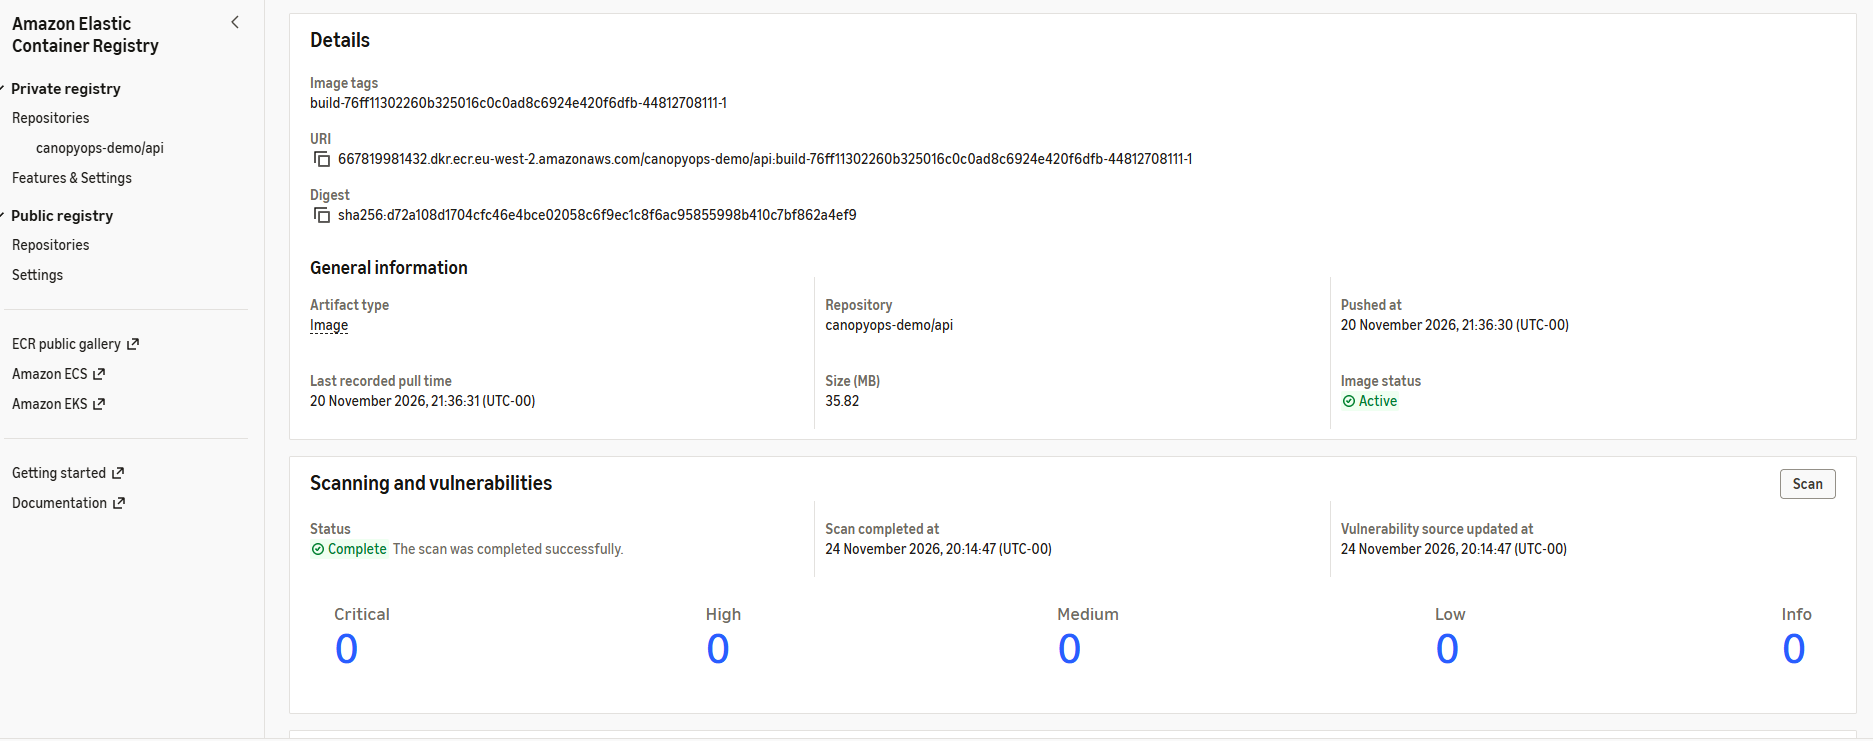 Amazon Elastic
Container Registry
Private registry
Repositories
canopyops-demo/api
Features & Settings
Public registry
Repositories
Settings
ECR public gallery
Amazon ECS
Amazon EKS
Getting started
Documentation
Details
Image tags
build-76ff11302260b325016c0c0ad8c6924e420f6dfb-44812708111-1
URI
667819981432.dkr.ecr.eu-west-2.amazonaws.com/canopyops-demo/api:build-76ff11302260b325016c0c0ad8c6924e420f6dfb-44812708111-1
Digest
sha256:d72a108d1704cfc46e4bce02058c6f9ec1c8f6ac95855998b410c7bf862a4ef9
General information
Artifact type
Image
Repository
canopyops-demo/api
Pushed at
20 November 2026, 21:36:30 (UTC-00)
Last recorded pull time
20 November 2026, 21:36:31 (UTC-00)
Size (MB)
35.82
Image status
Active
Scanning and vulnerabilities
Scan
Status
Complete The scan was completed successfully.
Scan completed at
24 November 2026, 20:14:47 (UTC-00)
Vulnerability source updated at
24 November 2026, 20:14:47 (UTC-00)
Critical
0
High
0
Medium
0
Low
0
Info
0